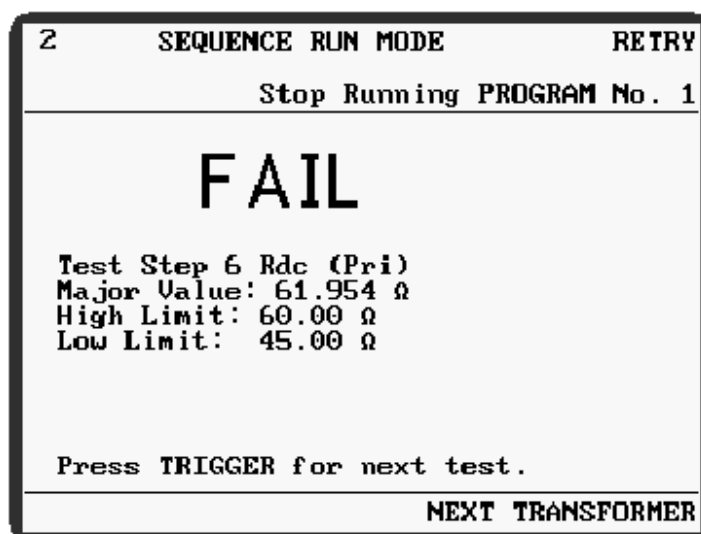 2 SEQUENCE RUN MODE RETRY
Stop Running PROGRAM No. 1
FAIL
Test Step 6 Rdc (Pri)
Major Value: 61.954 Ω
High Limit: 60.00 Ω
Low Limit: 45.00 Ω
Press TRIGGER for next test.
NEXT TRANSFORMER